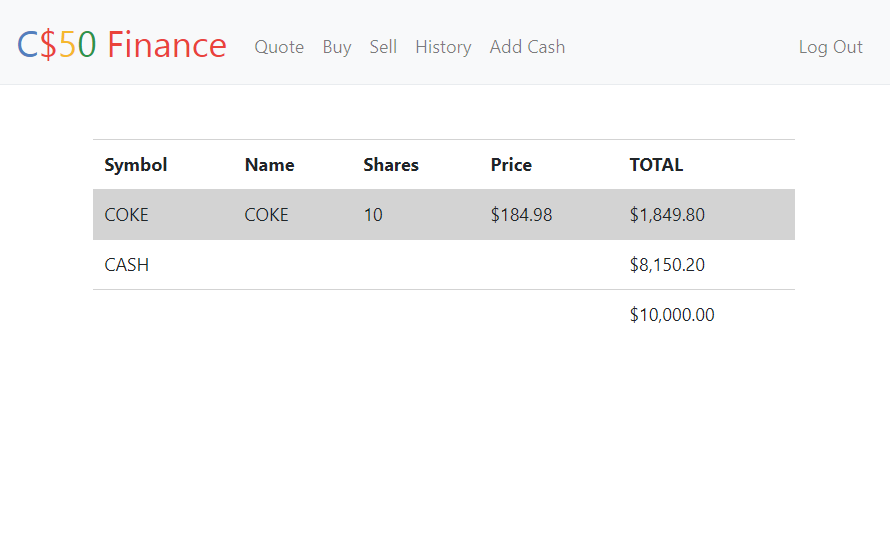 C$50 Finance Quote Buy Sell History Add Cash Log Out
Symbol Name Shares Price TOTAL
COKE COKE 10 $184.98 $1,849.80
CASH $8,150.20
$10,000.00